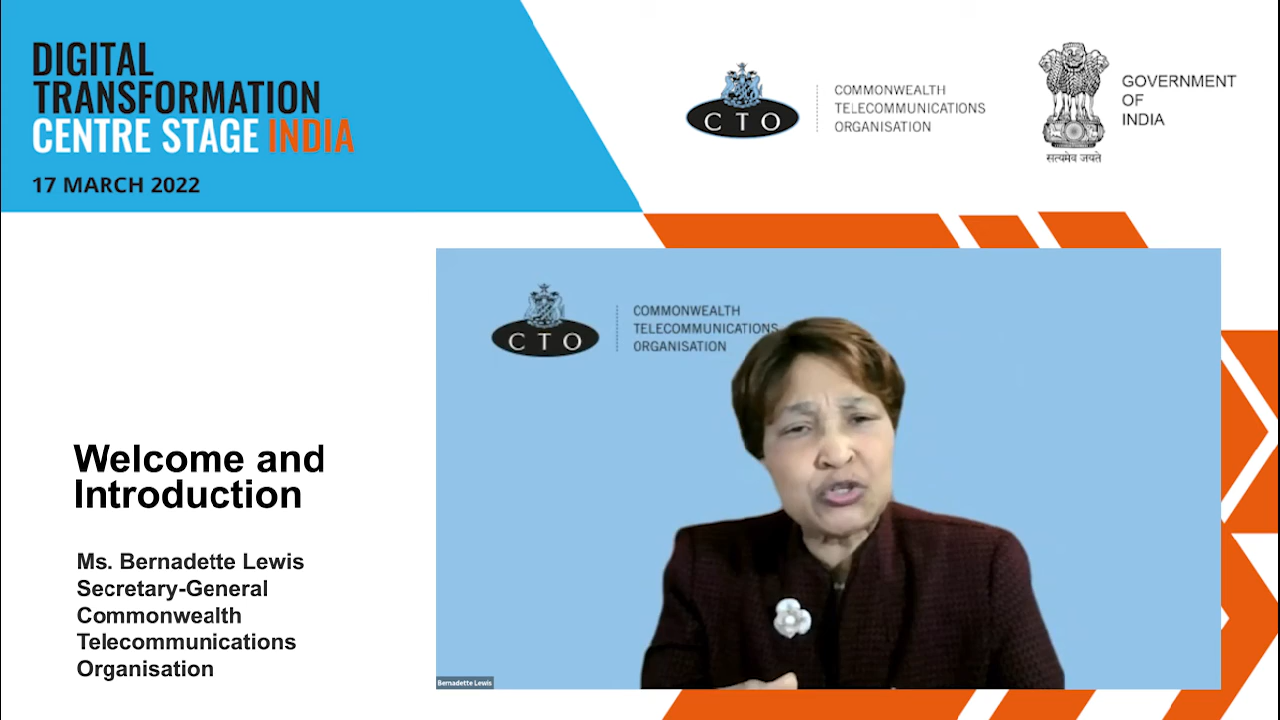 DIGITAL
TRANSFORMATION
CENTRE STAGE INDIA
17 MARCH 2022
CTO
COMMONWEALTH
TELECOMMUNICATIONS
ORGANISATION
सत्यमेव जयते
GOVERNMENT
OF
INDIA
CTO
COMMONWEALTH
TELECOMMUNICATIONS
ORGANISATION
Welcome and
Introduction
Ms. Bernadette Lewis
Secretary-General
Commonwealth
Telecommunications
Organisation
Bernadette Lewis